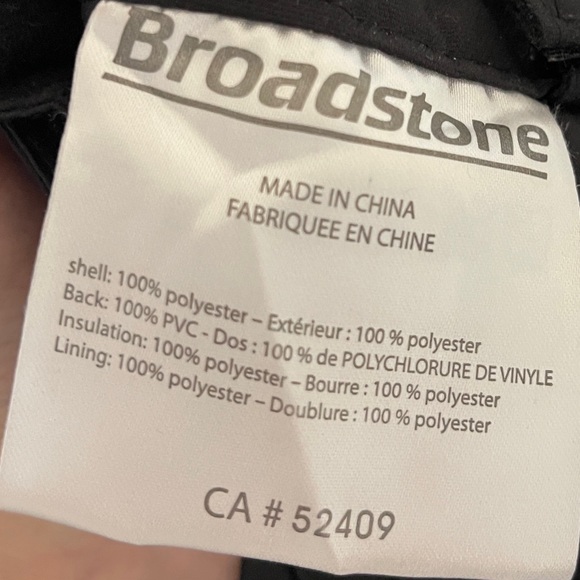 Broadstone
MADE IN CHINA
FABRIQUEE EN CHINE
shell: 100% polyester – Extérieur : 100 % polyester
Back: 100% PVC - Dos : 100 % de POLYCHLORURE DE VINYLE
Insulation: 100% polyester – Bourre : 100 % polyester
Lining: 100% polyester – Doublure : 100 % polyester
CA # 52409